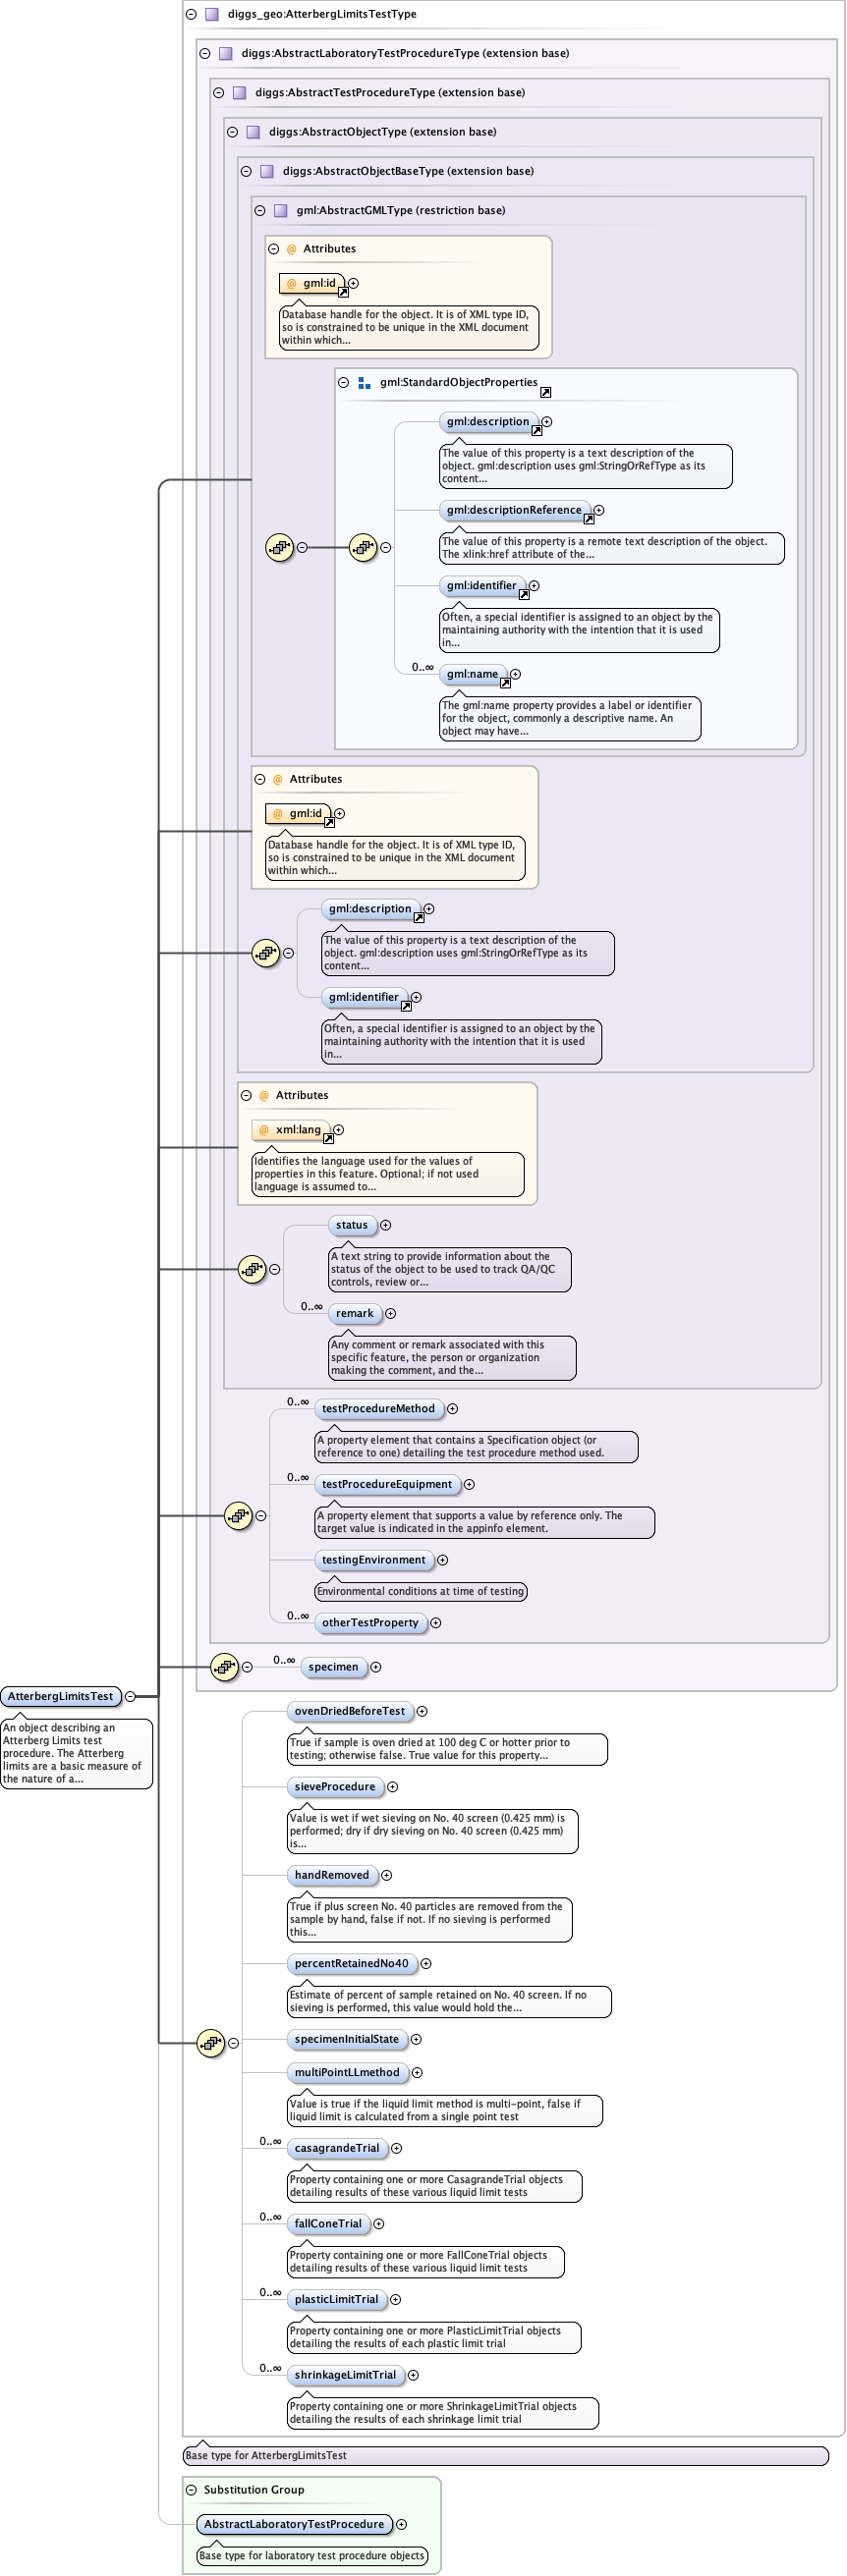 diggs_geo:AtterbergLimitsTestType
diggs:AbstractLaboratoryTestProcedureType (extension base)
diggs:AbstractTestProcedureType (extension base)
diggs:AbstractObjectType (extension base)
diggs:AbstractObjectBaseType (extension base)
gml:AbstractGMLType (restriction base)
@ Attributes
@ gml:id
Database handle for the object. It is of XML type ID,
so is constrained to be unique in the XML document
within which...
gml:StandardObjectProperties
gml:description
The value of this property is a text description of the
object. gml:description uses gml:StringOrRefType as its
content...
gml:descriptionReference
The value of this property is a remote text description of the object.
The xlink:href attribute of the...
gml:identifier
Often, a special identifier is assigned to an object by the
maintaining authority with the intention that it is used
in...
0..∞ gml:name
The gml:name property provides a label or identifier
for the object, commonly a descriptive name. An
object may have...
@ Attributes
@ gml:id
Database handle for the object. It is of XML type ID,
so is constrained to be unique in the XML document
within which...
gml:description
The value of this property is a text description of the
object. gml:description uses gml:StringOrRefType as its
content...
gml:identifier
Often, a special identifier is assigned to an object by the
maintaining authority with the intention that it is used
in...
@ Attributes
@ xml:lang
Identifies the language used for the values of
properties in this feature. Optional; if not used
language is assumed to...
status
A text string to provide information about the
status of the object to be used to track QA/QC
controls, review or...
0..∞ remark
Any comment or remark associated with this
specific feature, the person or organization
making the comment, and the...
0..∞ testProcedureMethod
A property element that contains a Specification object (or
reference to one) detailing the test procedure method used.
0..∞ testProcedureEquipment
A property element that supports a value by reference only. The
target value is indicated in the appinfo element.
testingEnvironment
Environmental conditions at time of testing
0..∞ otherTestProperty
0..∞ specimen
AtterbergLimitsTest
An object describing an
Atterberg Limits test
procedure. The Atterberg
limits are a basic measure of
the nature of a...
ovenDriedBeforeTest
True if sample is oven dried at 100 deg C or hotter prior to
testing; otherwise false. True value for this property...
sieveProcedure
Value is wet if wet sieving on No. 40 screen (0.425 mm) is
performed; dry if dry sieving on No. 40 screen (0.425 mm)
is...
handRemoved
True if plus screen No. 40 particles are removed from the
sample by hand, false if not. If no sieving is performed
this...
percentRetainedNo40
Estimate of percent of sample retained on No. 40 screen. If no
sieving is performed, this value would hold the...
specimenInitialState
multiPointLLmethod
Value is true if the liquid limit method is multi-point, false if
liquid limit is calculated from a single point test
0..∞ casagrandeTrial
Property containing one or more CasagrandeTrial objects
detailing results of these various liquid limit tests
0..∞ fallConeTrial
Property containing one or more FallConeTrial objects
detailing results of these various liquid limit tests
0..∞ plasticLimitTrial
Property containing one or more PlasticLimitTrial objects
detailing the results of each plastic limit trial
0..∞ shrinkageLimitTrial
Property containing one or more ShrinkageLimitTrial objects
detailing the results of each shrinkage limit trial
Base type for AtterbergLimitsTest
Substitution Group
AbstractLaboratoryTestProcedure
Base type for laboratory test procedure objects